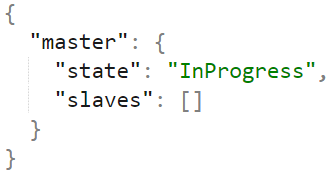 {
  "master": {
    "state": "InProgress",
    "slaves": []
  }
}